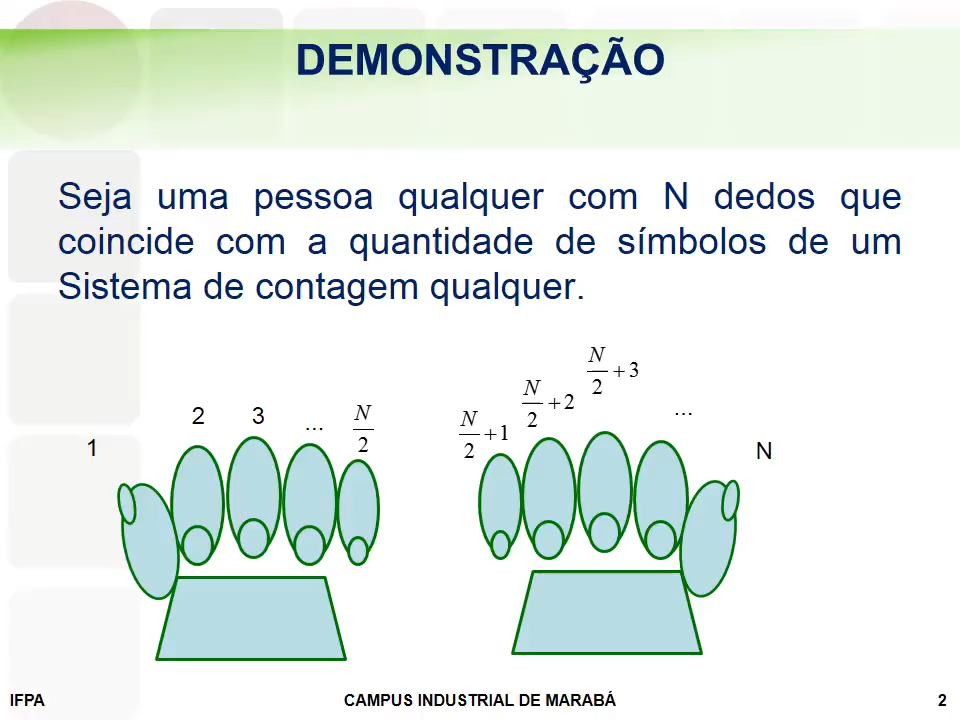 DEMONSTRAÇÃO
Seja uma pessoa qualquer com N dedos que
coincide com a quantidade de símbolos de um
Sistema de contagem qualquer.
1
2
3
...
N/2
N/2 + 1
N/2 + 2
N/2 + 3
...
N
IFPA
CAMPUS INDUSTRIAL DE MARABÁ
2